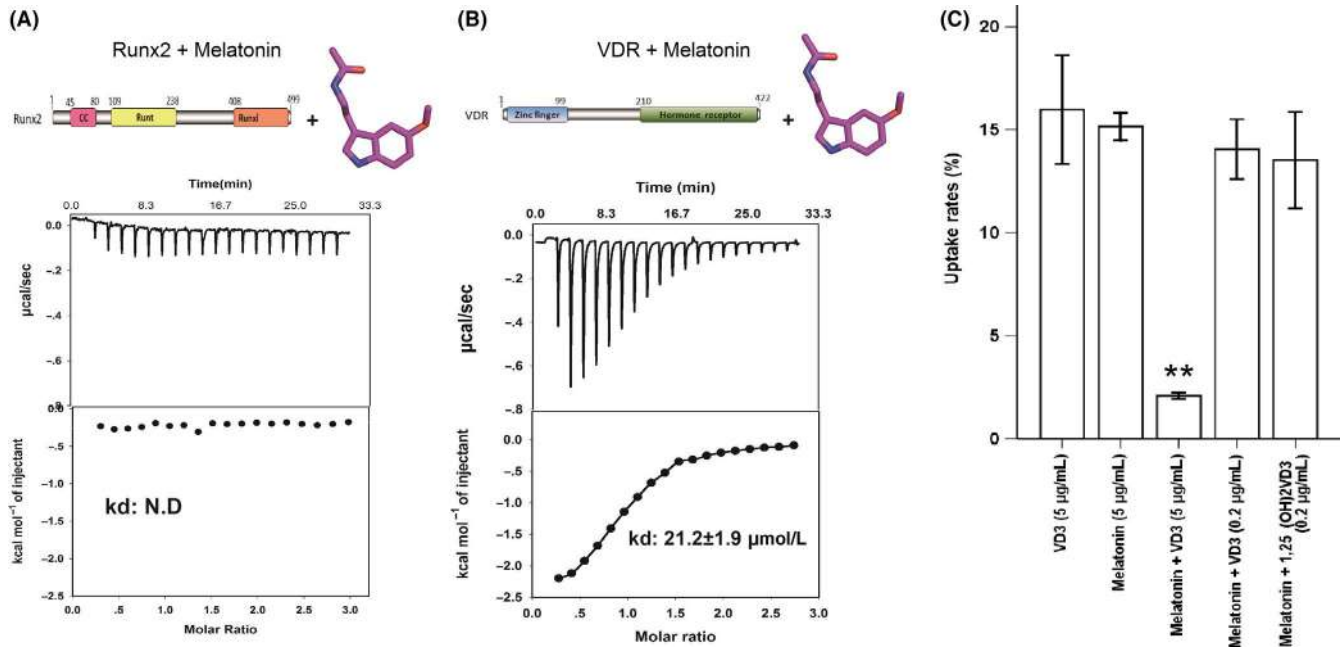 (A)
Runx2 + Melatonin
1 45 80 109 238 408 499
Runx2 CC Runt RunxI +
Time(min)
0.0 8.3 16.7 25.0 33.3
0.0
-.2
-.4
-.6
-.8
µcal/sec
0.0
-.5
-1.0
-1.5
-2.0
-2.5
kcal mol⁻¹ of injectant
kd: N.D
0.0 .5 1.0 1.5 2.0 2.5 3.0
Molar Ratio
(B)
VDR + Melatonin
1 99 210 422
VDR Zinc finger Hormone receptor +
Time (min)
0.0 8.3 16.7 25.0 33.3
0.0
-.2
-.4
-.6
-.8
µcal/sec
0.0
-0.5
-1.0
-1.5
-2.0
-2.5
kcal mol⁻¹ of injectant
kd: 21.2±1.9 µmol/L
0.0 .5 1.0 1.5 2.0 2.5 3.0
Molar ratio
(C)
20
15
10
5
0
Uptake rates (%)
**
VD3 (5 µg/mL)
Melatonin (5 µg/mL)
Melatonin + VD3 (5 µg/mL)
Melatonin + VD3 (0.2 µg/mL)
Melatonin + 1,25 (OH)2VD3
(0.2 µg/mL)